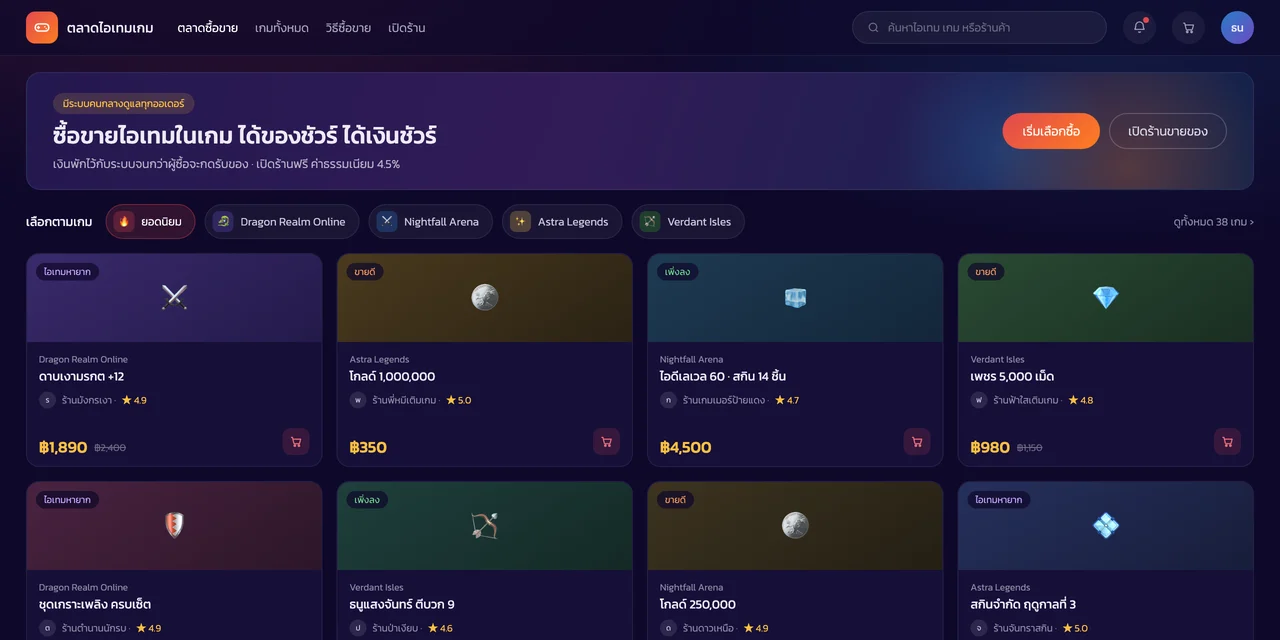 ตลาดไอเทมเกม
ตลาดซื้อขาย เกมทั้งหมด วิธีซื้อขาย เปิดร้าน
ค้นหาไอเทม เกม หรือร้านค้า
ธน
มีระบบคนกลางดูแลทุกออเดอร์
ซื้อขายไอเทมในเกม ได้ของชัวร์ ได้เงินชัวร์
เงินพักไว้กับระบบจนกว่าผู้ซื้อจะกดรับของ · เปิดร้านฟรี ค่าธรรมเนียม 4.5%
เริ่มเลือกซื้อ
เปิดร้านขายของ
เลือกตามเกม
ยอดนิยม
Dragon Realm Online
Nightfall Arena
Astra Legends
Verdant Isles
ดูทั้งหมด 38 เกม ›
ไอเทมหายาก
Dragon Realm Online
ดาบเงามรกต +12
ร ร้านมังกรเงา · ★ 4.9
฿1,890 ฿2,400
ขายดี
Astra Legends
โกลด์ 1,000,000
พ ร้านพี่หมีเติมเกม · ★ 5.0
฿350
เพิ่งลง
Nightfall Arena
ไอดีเลเวล 60 · สกิน 14 ชิ้น
ก ร้านเกมเมอร์ป้ายแดง · ★ 4.7
฿4,500
ขายดี
Verdant Isles
เพชร 5,000 เม็ด
ฟ ร้านฟ้าใสเติมเกม · ★ 4.8
฿980 ฿1,150
ไอเทมหายาก
Dragon Realm Online
ชุดเกราะเพลิง ครบเซ็ต
ต ร้านตำนานนักรบ · ★ 4.9
เพิ่งลง
Verdant Isles
ธนูแสงจันทร์ ตีบวก 9
ป ร้านป่าเงียบ · ★ 4.6
ขายดี
Nightfall Arena
โกลด์ 250,000
ด ร้านดาวเหนือ · ★ 4.9
ไอเทมหายาก
Astra Legends
สกินจำกัด ฤดูกาลที่ 3
จ ร้านจันทราสกิน · ★ 5.0